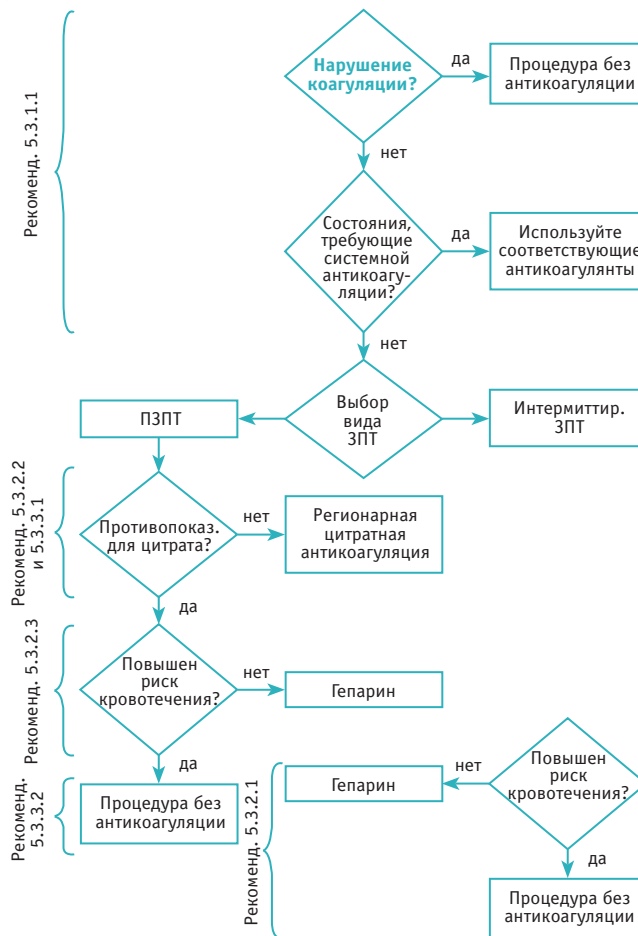 Рекоменд. 5.3.1.1
Нарушение
коагуляции?
да
Процедура без
антикоагуляции
нет
Состояния,
требующие
системной
антикоагу-
ляции?
да
Используйте
соответствующие
антикоагулянты
нет
ПЗПТ
Выбор
вида
ЗПТ
Интермиттир.
ЗПТ
Рекоменд. 5.3.2.2
и 5.3.3.1
Противопоказ.
для цитрата?
нет
Регионарная
цитратная
антикоагуляция
да
Рекоменд. 5.3.2.3
Повышен
риск
кровотечения?
нет
Гепарин
да
Рекоменд.
5.3.3.2
Процедура без
антикоагуляции
Рекоменд. 5.3.2.1
Гепарин
нет
Повышен
риск
кровотечения?
да
Процедура без
антикоагуляции